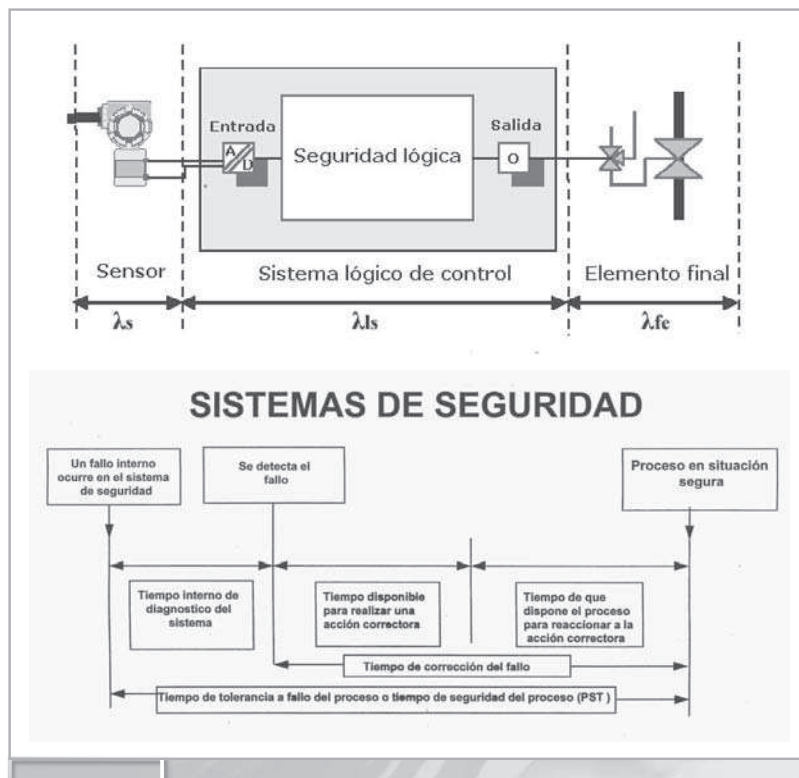 Entrada
Salida
A
D
Seguridad lógica
O
Sensor
Sistema lógico de control
Elemento final
λs
λls
λfe
SISTEMAS DE SEGURIDAD
Un fallo interno
ocurre en el sistema
de seguridad
Se detecta el
fallo
Proceso en situación
segura
Tiempo interno de
diagnostico del
sistema
Tiempo disponible
para realizar una
acción correctora
Tiempo de que
dispone el proceso
para reaccionar a la
acción correctora
Tiempo de corrección del fallo
Tiempo de tolerancia a fallo del proceso o tiempo de seguridad del proceso (PST )